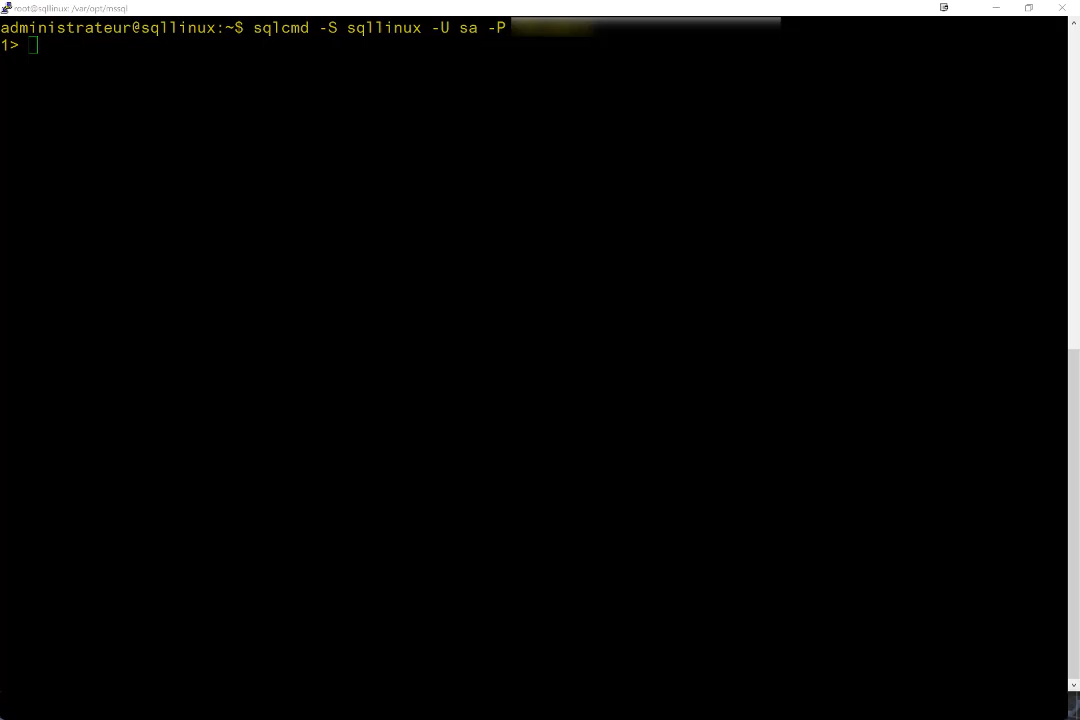 root@sqllinux: /var/opt/mssql
administrateur@sqllinux:~$ sqlcmd -S sqllinux -U sa -P
1>